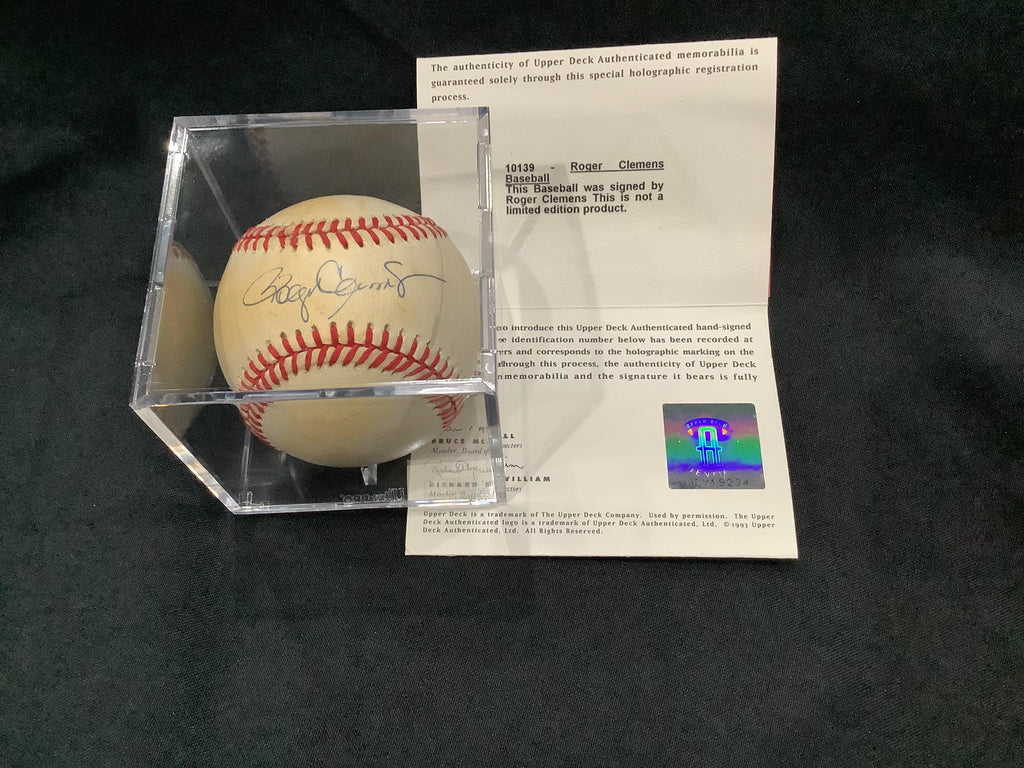 The authenticity of Upper Deck Authenticated memorabilia is
guaranteed solely through this special holographic registration
process.
10139 - Roger Clemens
Baseball
This Baseball was signed by
Roger Clemens This is not a
limited edition product.
Roger Clemens
introduce this Upper Deck Authenticated hand-signed
identification number below has been recorded at
and corresponds to the holographic marking on the
through this process, the authenticity of Upper Deck
memorabilia and the signature it bears is fully
BRUCE
Member, Board of
RICHARD
WILLIAM
Upper Deck is a trademark of The Upper Deck Company. Used by permission. The Upper
Deck Authenticated logo is a trademark of Upper Deck Authenticated, Ltd. © 1993 Upper
Deck Authenticated, Ltd. All Rights Reserved.